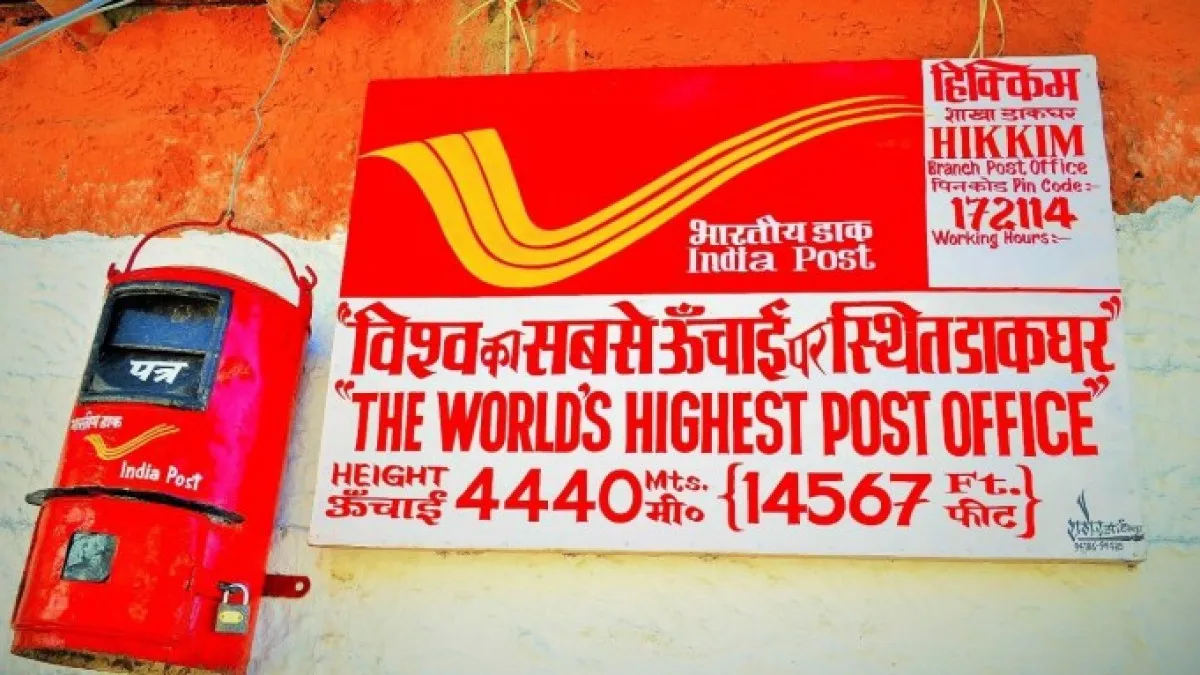 हिक्किम
शाखा डाकघर
HIKKIM
Branch Post Office
पिनकोड Pin Code:-
172114
Working Hours:-
भारतीय डाक
India Post
"विश्व का सबसे ऊँचाई पर स्थित डाकघर"
"THE WORLD'S HIGHEST POST OFFICE"
HEIGHT 4440 Mts. {14567 Ft.}
ऊँचाई मी० फीट
पत्र
भारतीय डाक
India Post